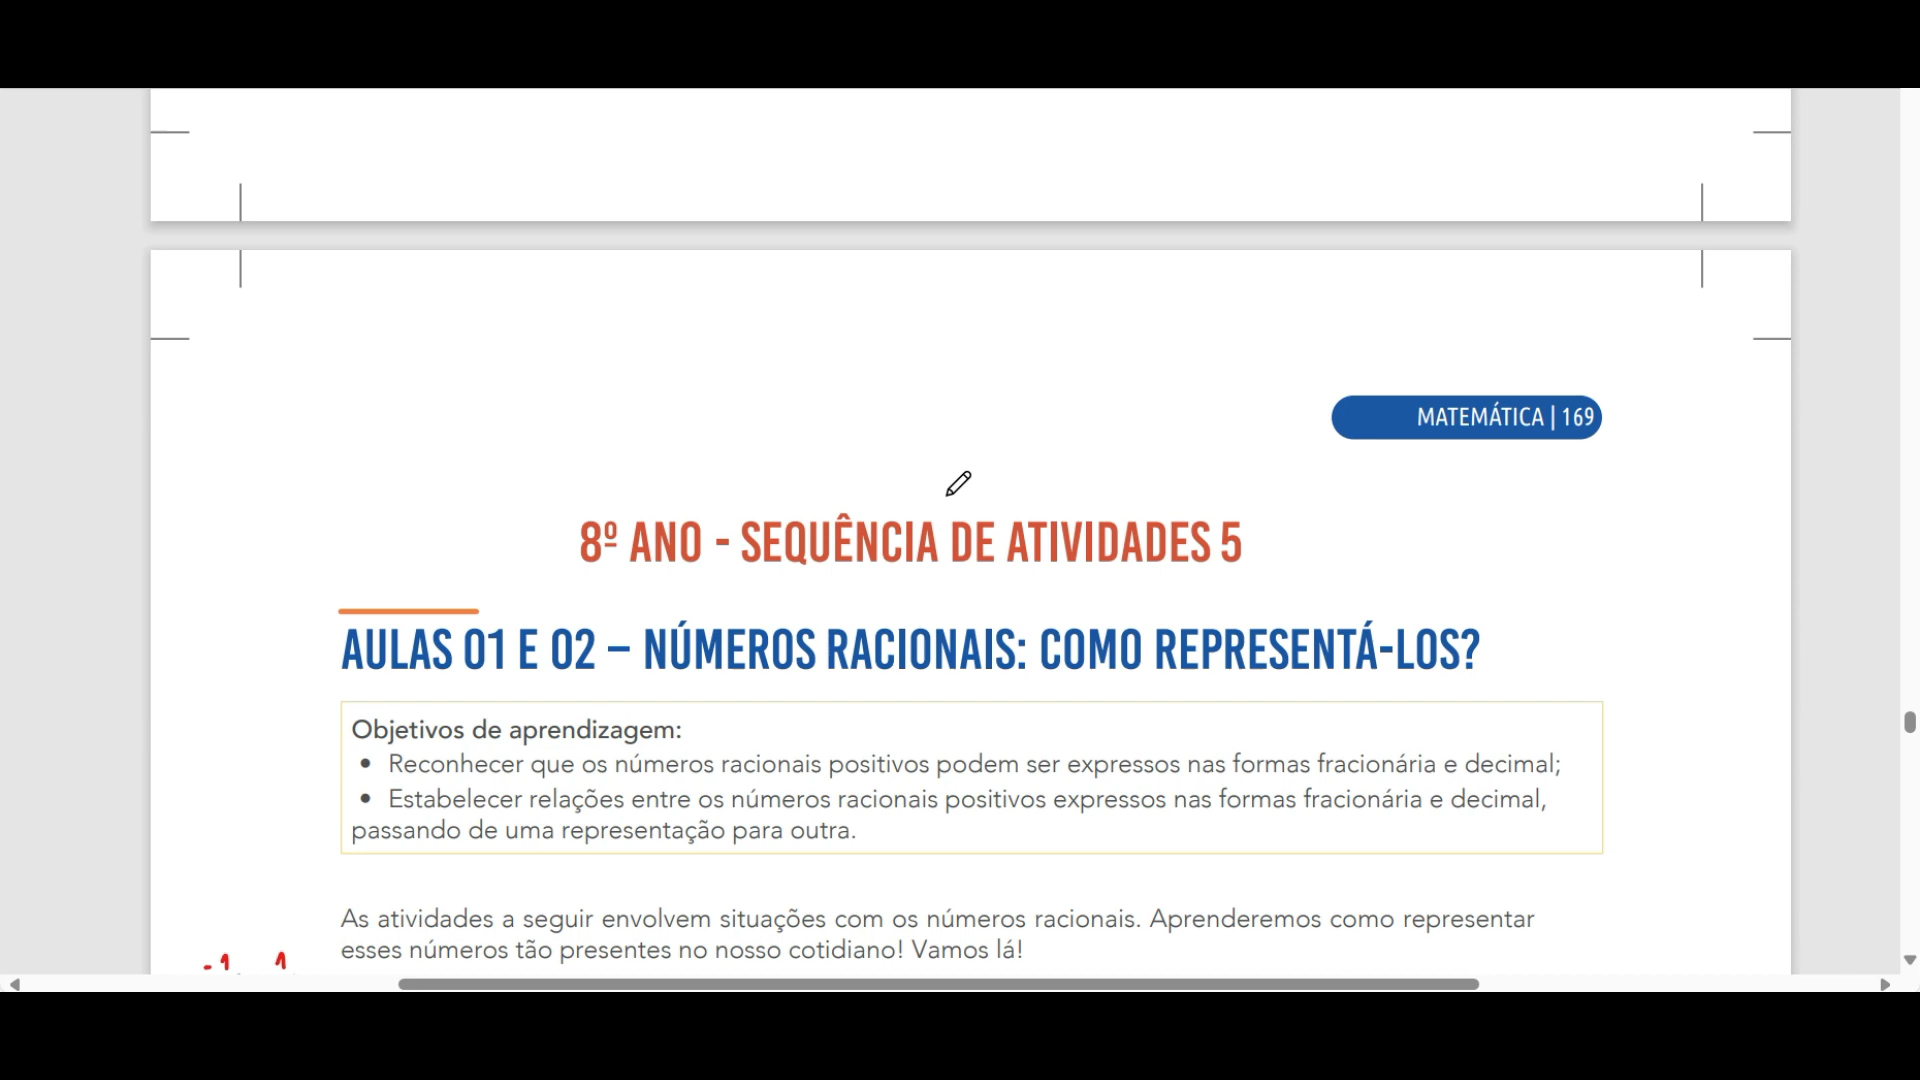 MATEMÁTICA | 169
8º ANO - SEQUÊNCIA DE ATIVIDADES 5
AULAS 01 E 02 – NÚMEROS RACIONAIS: COMO REPRESENTÁ-LOS?
Objetivos de aprendizagem:
• Reconhecer que os números racionais positivos podem ser expressos nas formas fracionária e decimal;
• Estabelecer relações entre os números racionais positivos expressos nas formas fracionária e decimal,
passando de uma representação para outra.
As atividades a seguir envolvem situações com os números racionais. Aprenderemos como representar
esses números tão presentes no nosso cotidiano! Vamos lá!